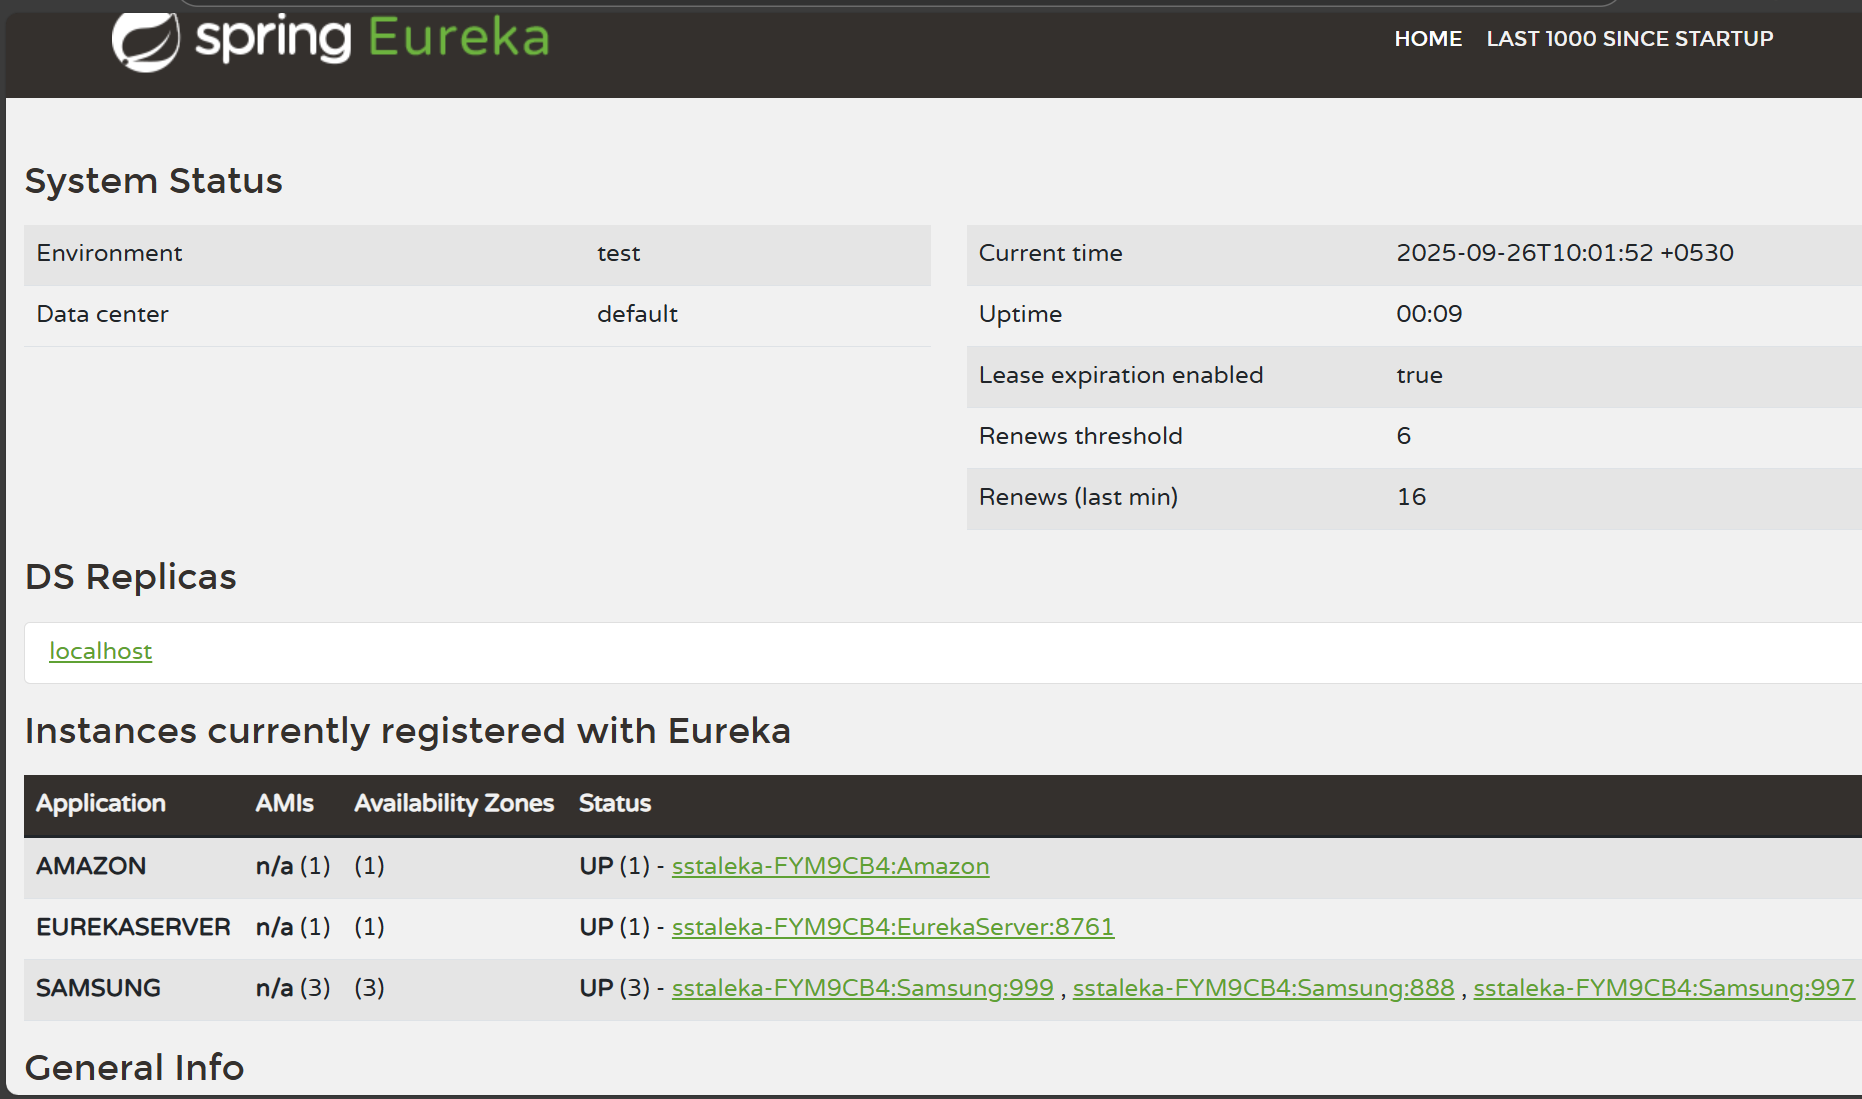 spring Eureka
HOME LAST 1000 SINCE STARTUP
System Status
Environment test
Data center default
Current time 2025-09-26T10:01:52 +0530
Uptime 00:09
Lease expiration enabled true
Renews threshold 6
Renews (last min) 16
DS Replicas
localhost
Instances currently registered with Eureka
Application AMIs Availability Zones Status
AMAZON n/a (1) (1) UP (1) - sstaleka-FYM9CB4:Amazon
EUREKASERVER n/a (1) (1) UP (1) - sstaleka-FYM9CB4:EurekaServer:8761
SAMSUNG n/a (3) (3) UP (3) - sstaleka-FYM9CB4:Samsung:999 , sstaleka-FYM9CB4:Samsung:888 , sstaleka-FYM9CB4:Samsung:997
General Info